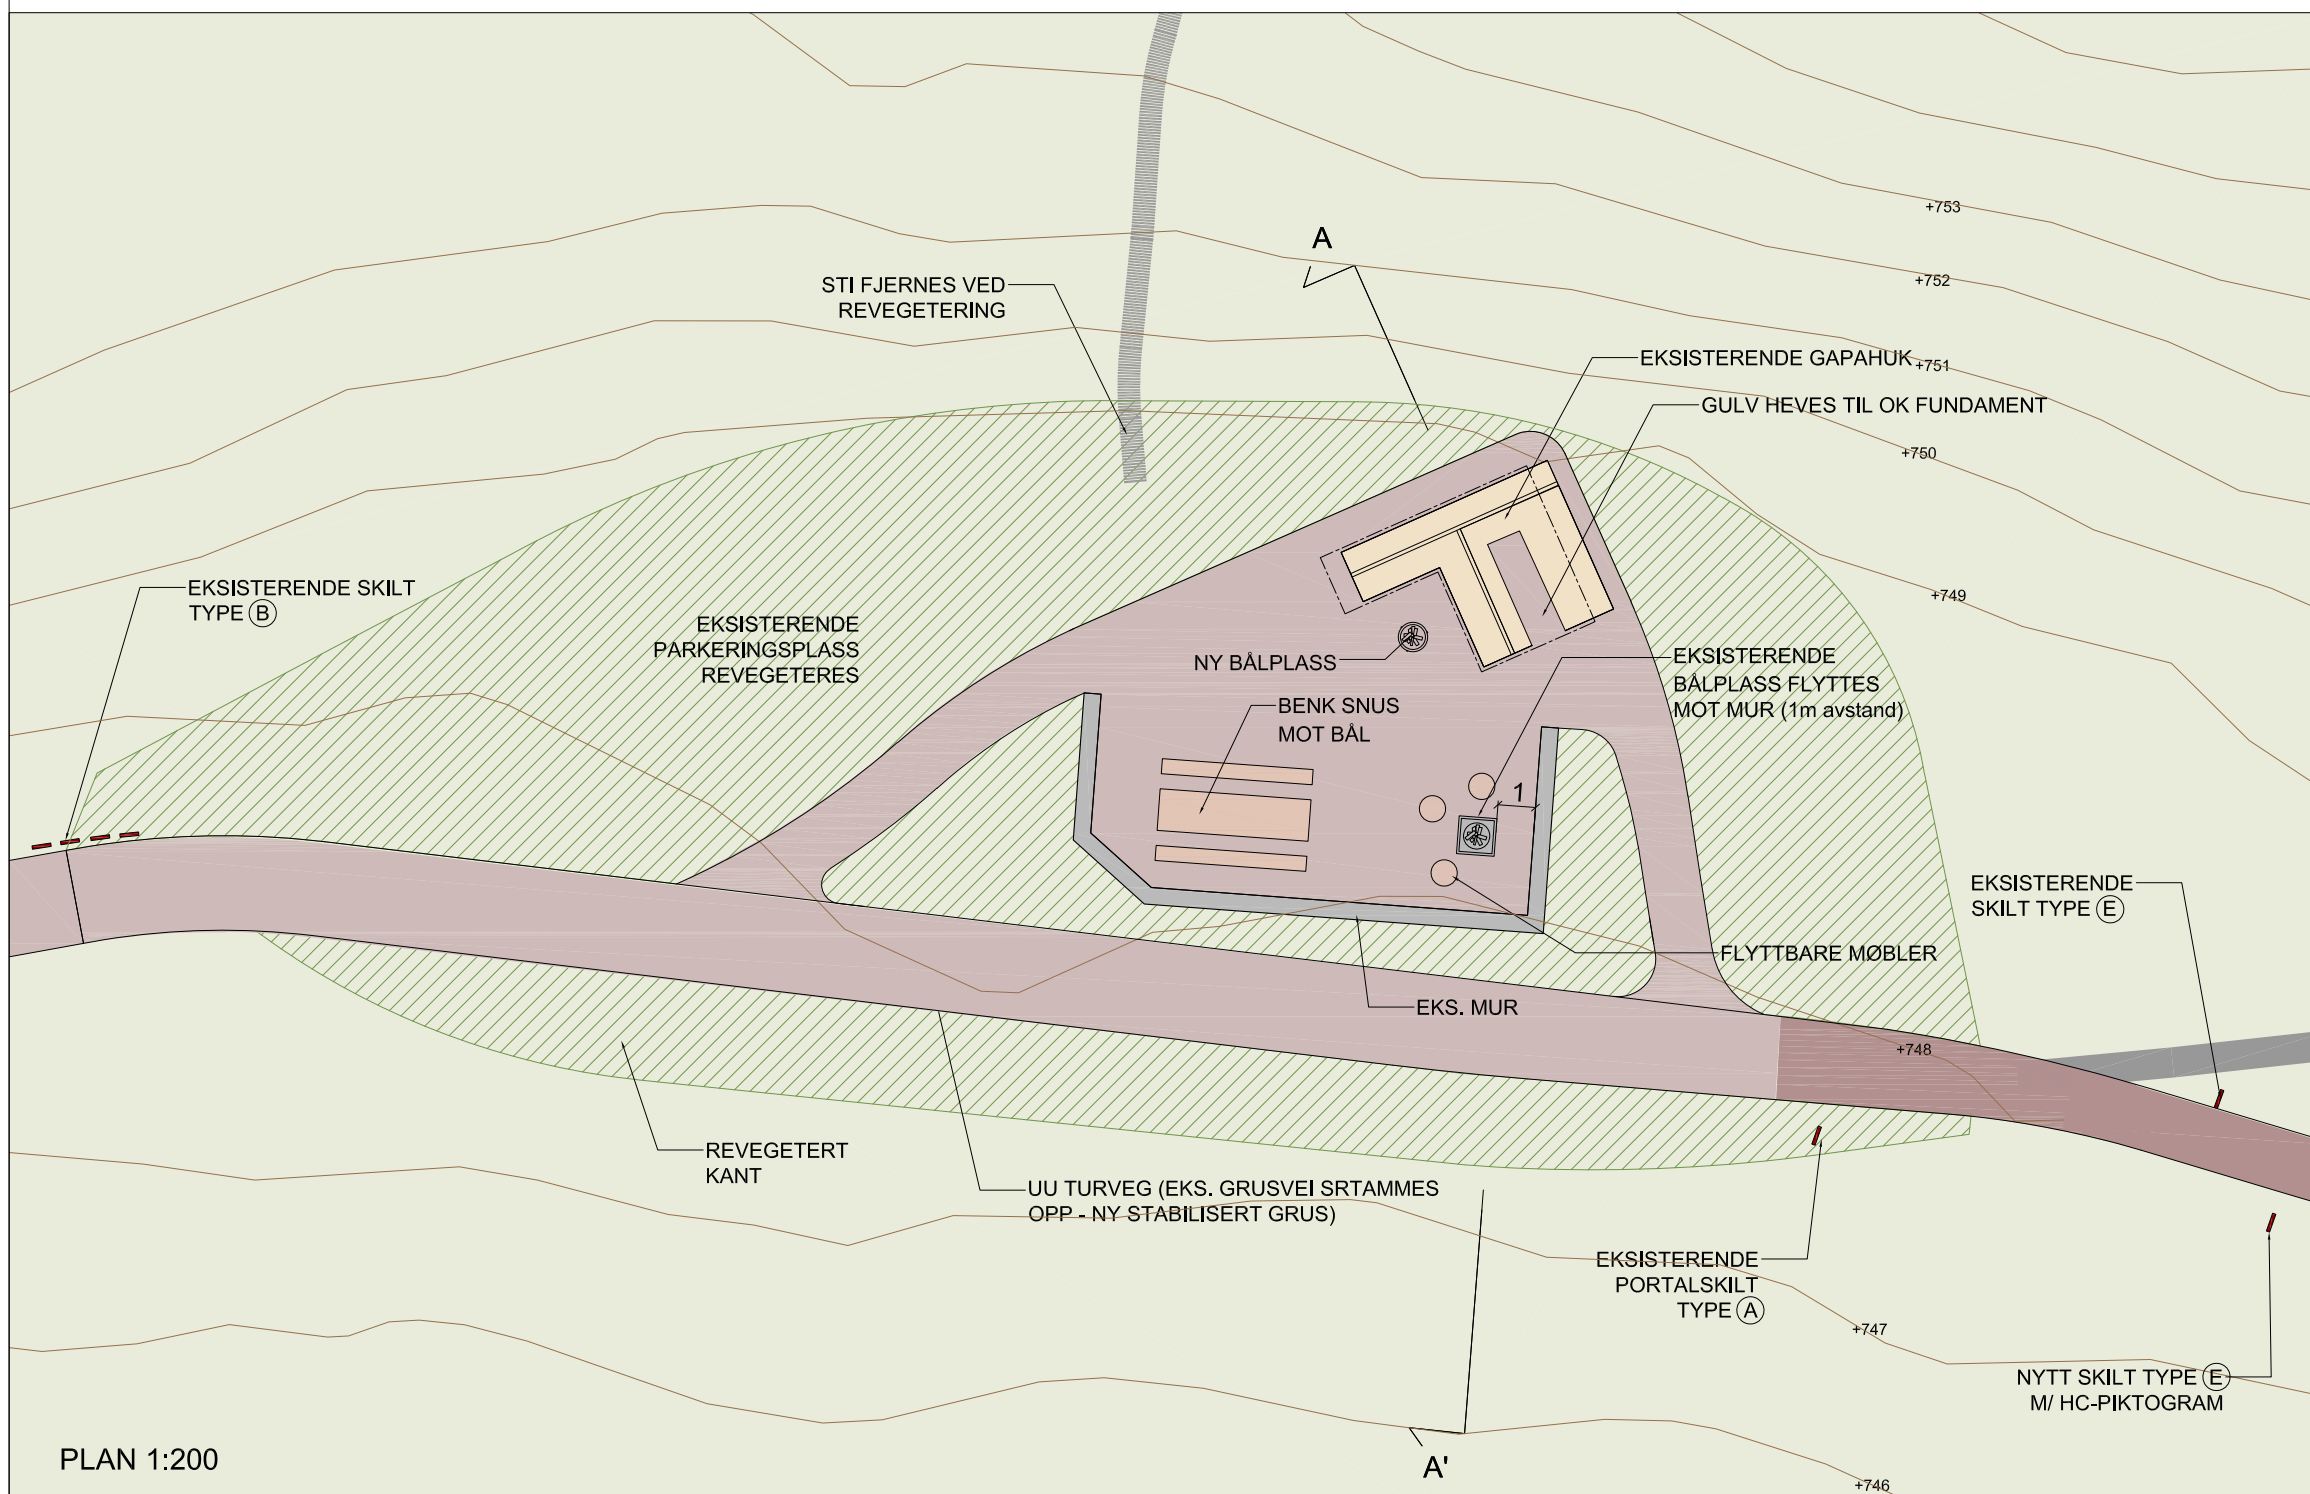 +753
A
+752
STI FJERNES VED
REVEGETERING
EKSISTERENDE GAPAHUK
+751
GULV HEVES TIL OK FUNDAMENT
+750
EKSISTERENDE SKILT
TYPE B
+749
EKSISTERENDE
PARKERINGSPLASS
REVEGETERES
NY BÅLPLASS
EKSISTERENDE
BÅLPLASS FLYTTES
MOT MUR (1m avstand)
BENK SNUS
MOT BÅL
1
EKSISTERENDE
SKILT TYPE E
FLYTTBARE MØBLER
EKS. MUR
+748
REVEGETERT
KANT
UU TURVEG (EKS. GRUSVEI SRTAMMES
OPP - NY STABILISERT GRUS)
EKSISTERENDE
PORTALSKILT
TYPE A
+747
NYTT SKILT TYPE E
M/ HC-PIKTOGRAM
PLAN 1:200
A'
+746